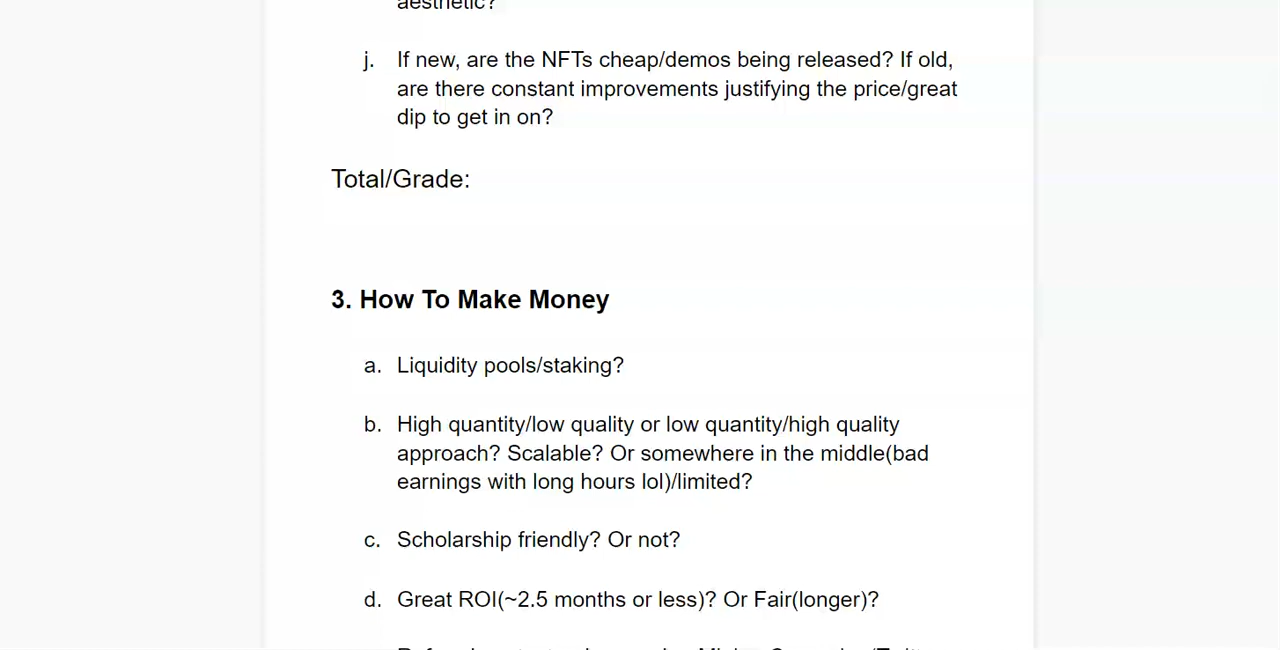 aesthetic?
j. If new, are the NFTs cheap/demos being released? If old,
are there constant improvements justifying the price/great
dip to get in on?
Total/Grade:
3. How To Make Money
a. Liquidity pools/staking?
b. High quantity/low quality or low quantity/high quality
approach? Scalable? Or somewhere in the middle(bad
earnings with long hours lol)/limited?
c. Scholarship friendly? Or not?
d. Great ROI(~2.5 months or less)? Or Fair(longer)?